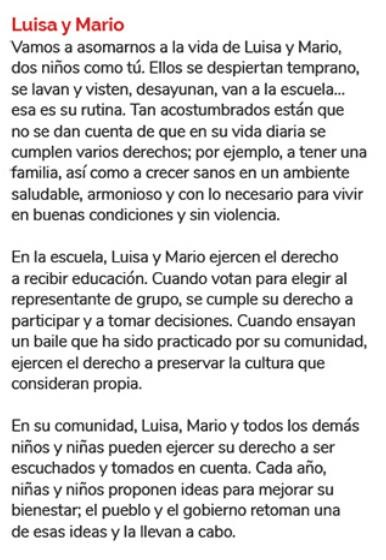 Luisa y Mario
Vamos a asomarnos a la vida de Luisa y Mario,
dos niños como tú. Ellos se despiertan temprano,
se lavan y visten, desayunan, van a la escuela...
esa es su rutina. Tan acostumbrados están que
no se dan cuenta de que en su vida diaria se
cumplen varios derechos; por ejemplo, a tener una
familia, así como a crecer sanos en un ambiente
saludable, armonioso y con lo necesario para vivir
en buenas condiciones y sin violencia.

En la escuela, Luisa y Mario ejercen el derecho
a recibir educación. Cuando votan para elegir al
representante de grupo, se cumple su derecho a
participar y a tomar decisiones. Cuando ensayan
un baile que ha sido practicado por su comunidad,
ejercen el derecho a preservar la cultura que
consideran propia.

En su comunidad, Luisa, Mario y todos los demás
niños y niñas pueden ejercer su derecho a ser
escuchados y tomados en cuenta. Cada año,
niñas y niños proponen ideas para mejorar su
bienestar; el pueblo y el gobierno retoman una
de esas ideas y la llevan a cabo.